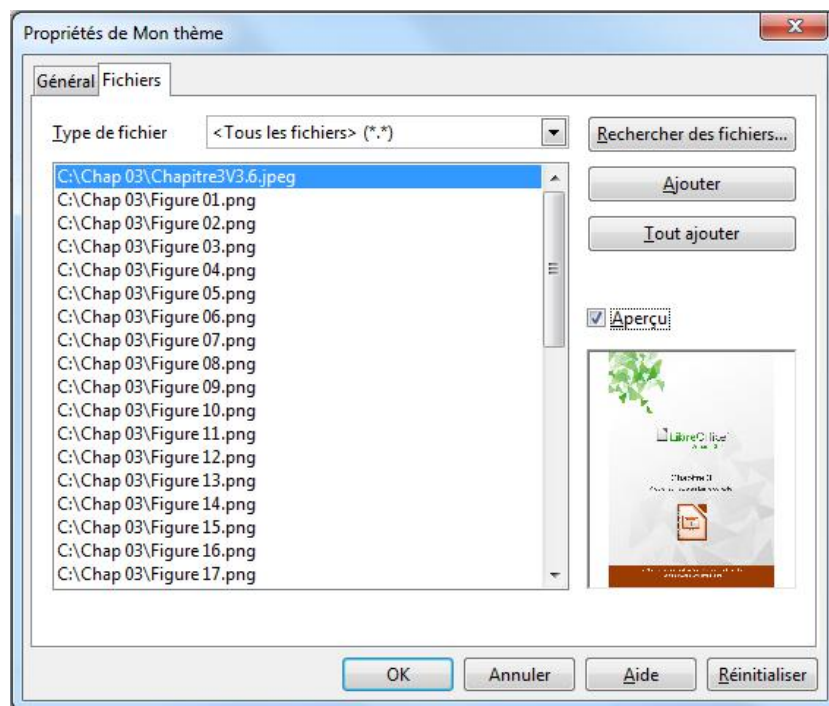 Propriétés de Mon thème
Général Fichiers
Type de fichier <Tous les fichiers> (*.*) Rechercher des fichiers...
C:\Chap 03\Chapitre3V3.6.jpeg
C:\Chap 03\Figure 01.png
C:\Chap 03\Figure 02.png
C:\Chap 03\Figure 03.png
C:\Chap 03\Figure 04.png
C:\Chap 03\Figure 05.png
C:\Chap 03\Figure 06.png
C:\Chap 03\Figure 07.png
C:\Chap 03\Figure 08.png
C:\Chap 03\Figure 09.png
C:\Chap 03\Figure 10.png
C:\Chap 03\Figure 11.png
C:\Chap 03\Figure 12.png
C:\Chap 03\Figure 13.png
C:\Chap 03\Figure 14.png
C:\Chap 03\Figure 15.png
C:\Chap 03\Figure 16.png
C:\Chap 03\Figure 17.png
Ajouter
Tout ajouter
Aperçu
LibreOffice
Chapitre 3
OK Annuler Aide Réinitialiser